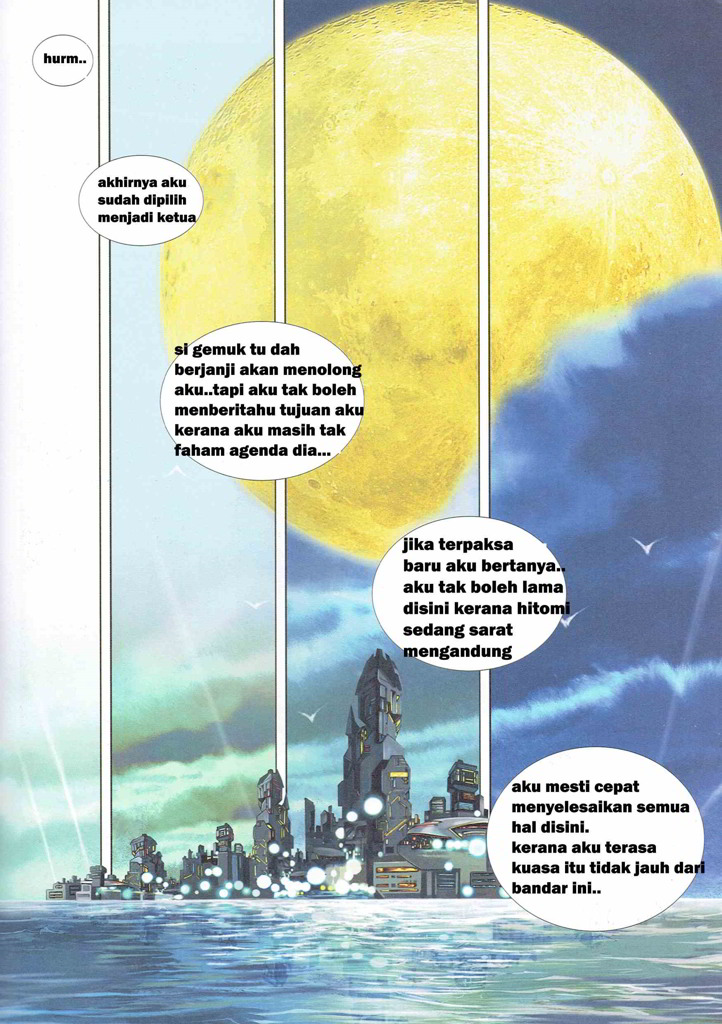 hurm..
akhirnya aku
sudah dipilih
menjadi ketua
si gemuk tu dah
berjanji akan menolong
aku..tapi aku tak boleh
menberitahu tujuan aku
kerana aku masih tak
faham agenda dia...
jika terpaksa
baru aku bertanya..
aku tak boleh lama
disini kerana hitomi
sedang sarat
mengandung
aku mesti cepat
menyelesaikan semua
hal disini.
kerana aku terasa
kuasa itu tidak jauh dari
bandar ini..